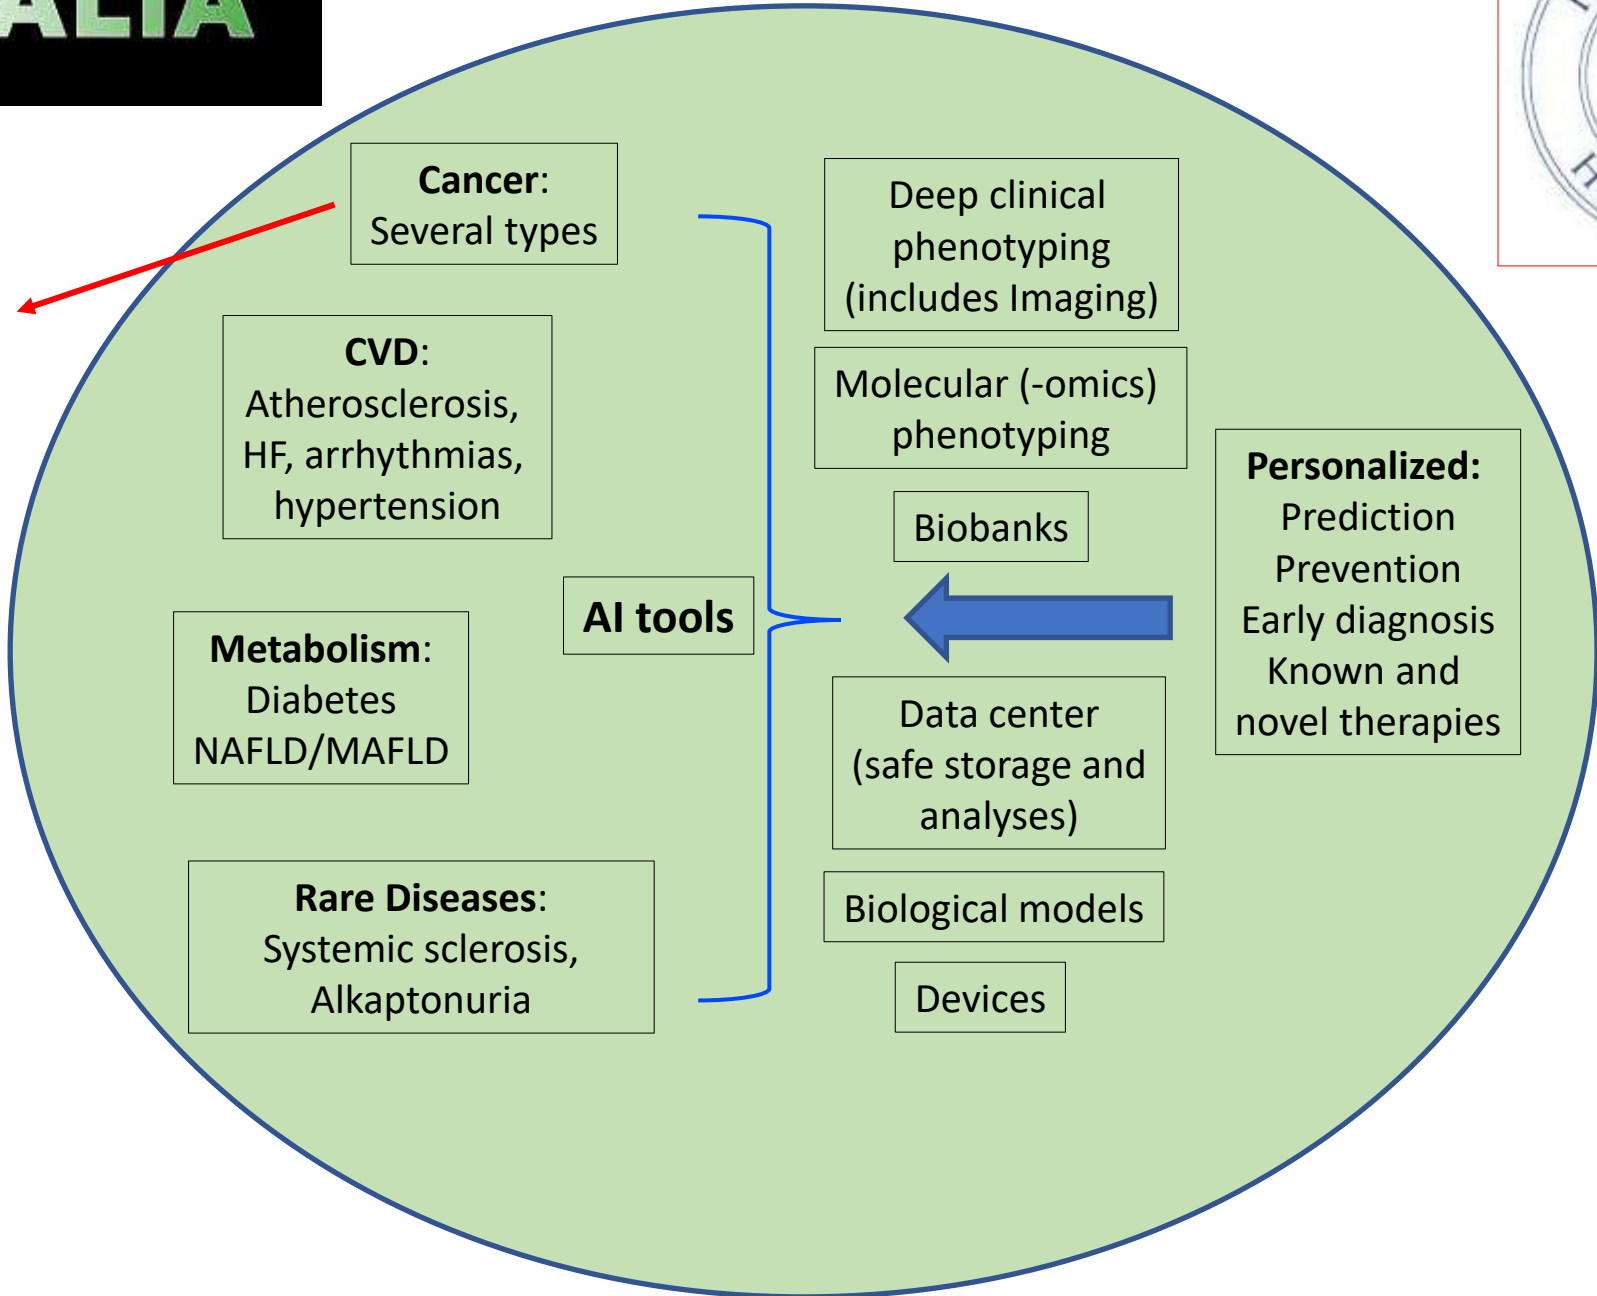 ALIA
Cancer:
Several types
CVD:
Atherosclerosis,
HF, arrhythmias,
hypertension
Metabolism:
Diabetes
NAFLD/MAFLD
Rare Diseases:
Systemic sclerosis,
Alkaptonuria
AI tools
Deep clinical
phenotyping
(includes Imaging)
Molecular (-omics)
phenotyping
Biobanks
Data center
(safe storage and
analyses)
Biological models
Devices
Personalized:
Prediction
Prevention
Early diagnosis
Known and
novel therapies